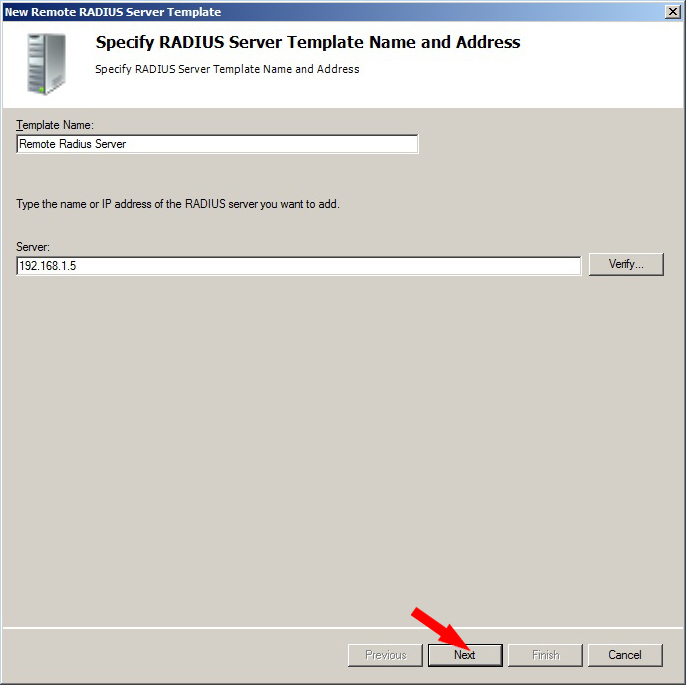 New Remote RADIUS Server Template
Specify RADIUS Server Template Name and Address
Specify RADIUS Server Template Name and Address
Template Name:
Remote Radius Server
Type the name or IP address of the RADIUS server you want to add.
Server:
192.168.1.5
Verify...
Previous
Next
Finish
Cancel